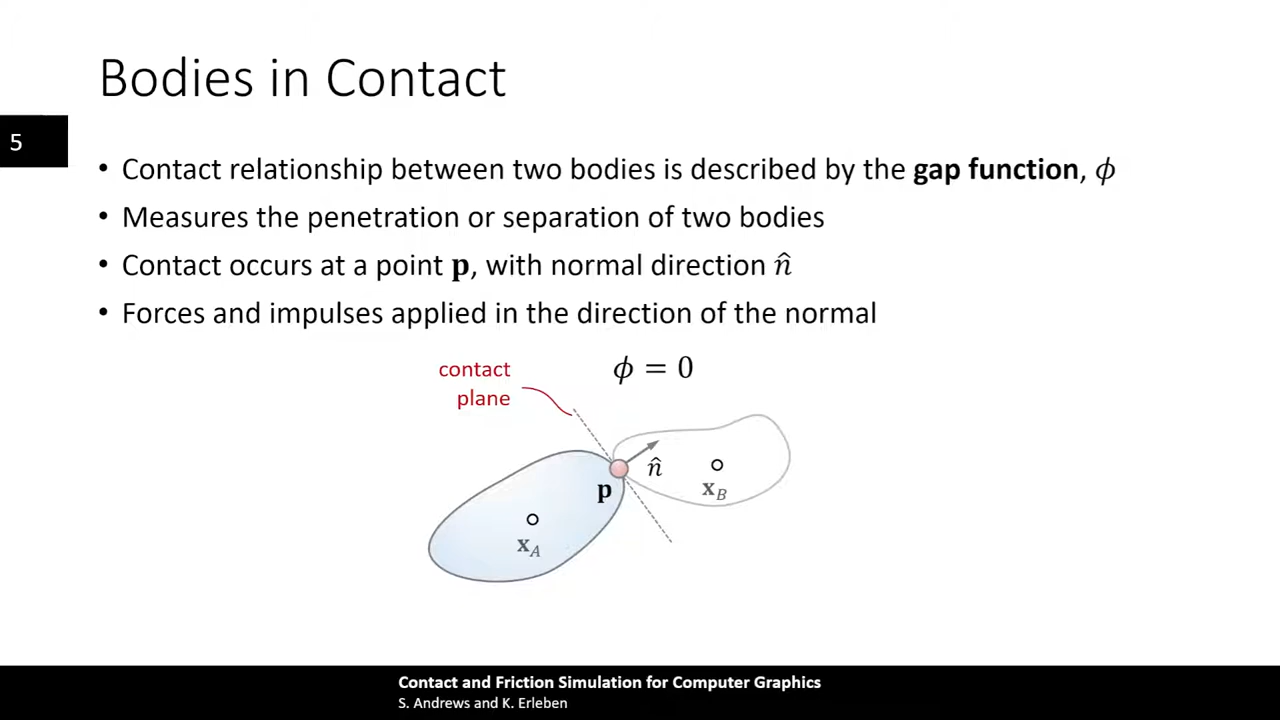 Bodies in Contact
5
• Contact relationship between two bodies is described by the gap function, ϕ
• Measures the penetration or separation of two bodies
• Contact occurs at a point p, with normal direction n̂
• Forces and impulses applied in the direction of the normal
contact
plane
ϕ = 0
n̂
p
x_B
x_A
Contact and Friction Simulation for Computer Graphics
S. Andrews and K. Erleben